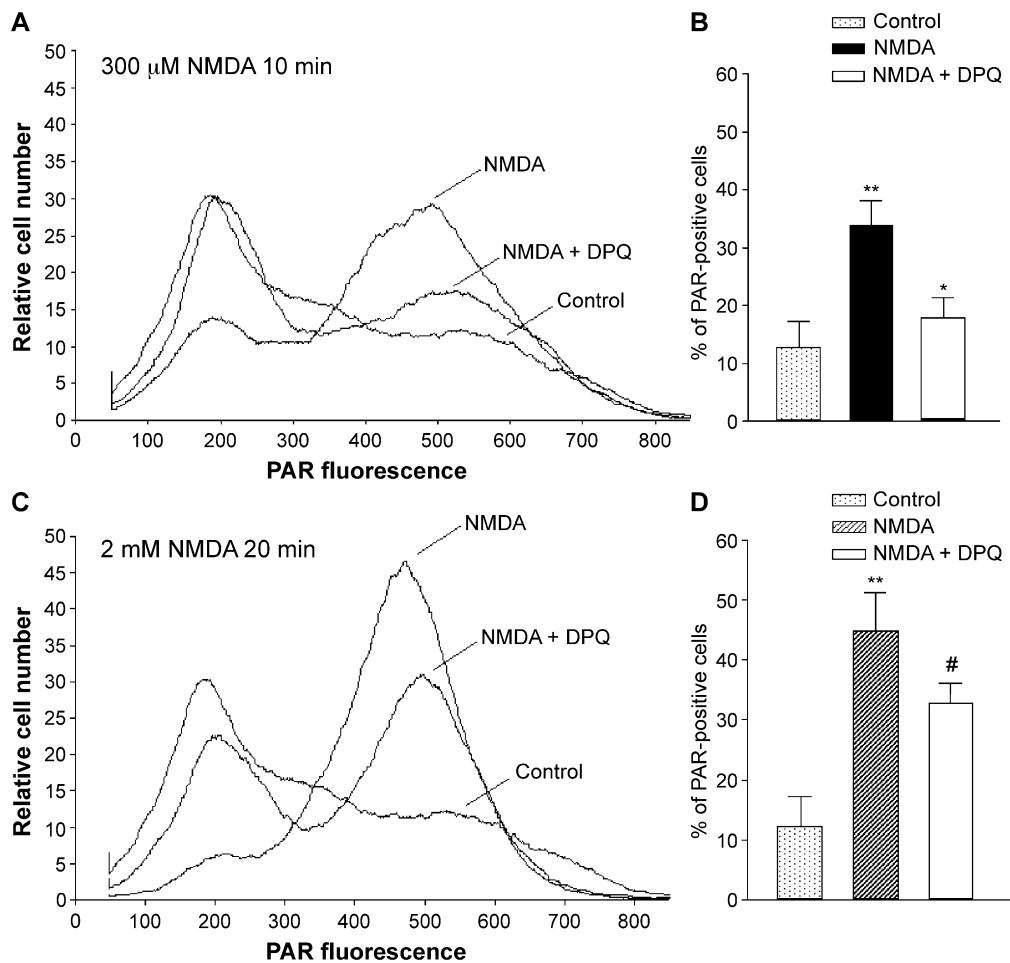 A
300 µM NMDA 10 min
50
45
40
35
30
25
20
15
10
5
0
Relative cell number
NMDA
NMDA + DPQ
Control
0 100 200 300 400 500 600 700 800
PAR fluorescence
B
Control
NMDA
NMDA + DPQ
60
50
40
30
20
10
0
% of PAR-positive cells
**
*
C
2 mM NMDA 20 min
50
45
40
35
30
25
20
15
10
5
0
Relative cell number
NMDA
NMDA + DPQ
Control
0 100 200 300 400 500 600 700 800
PAR fluorescence
D
Control
NMDA
NMDA + DPQ
60
50
40
30
20
10
0
% of PAR-positive cells
**
#